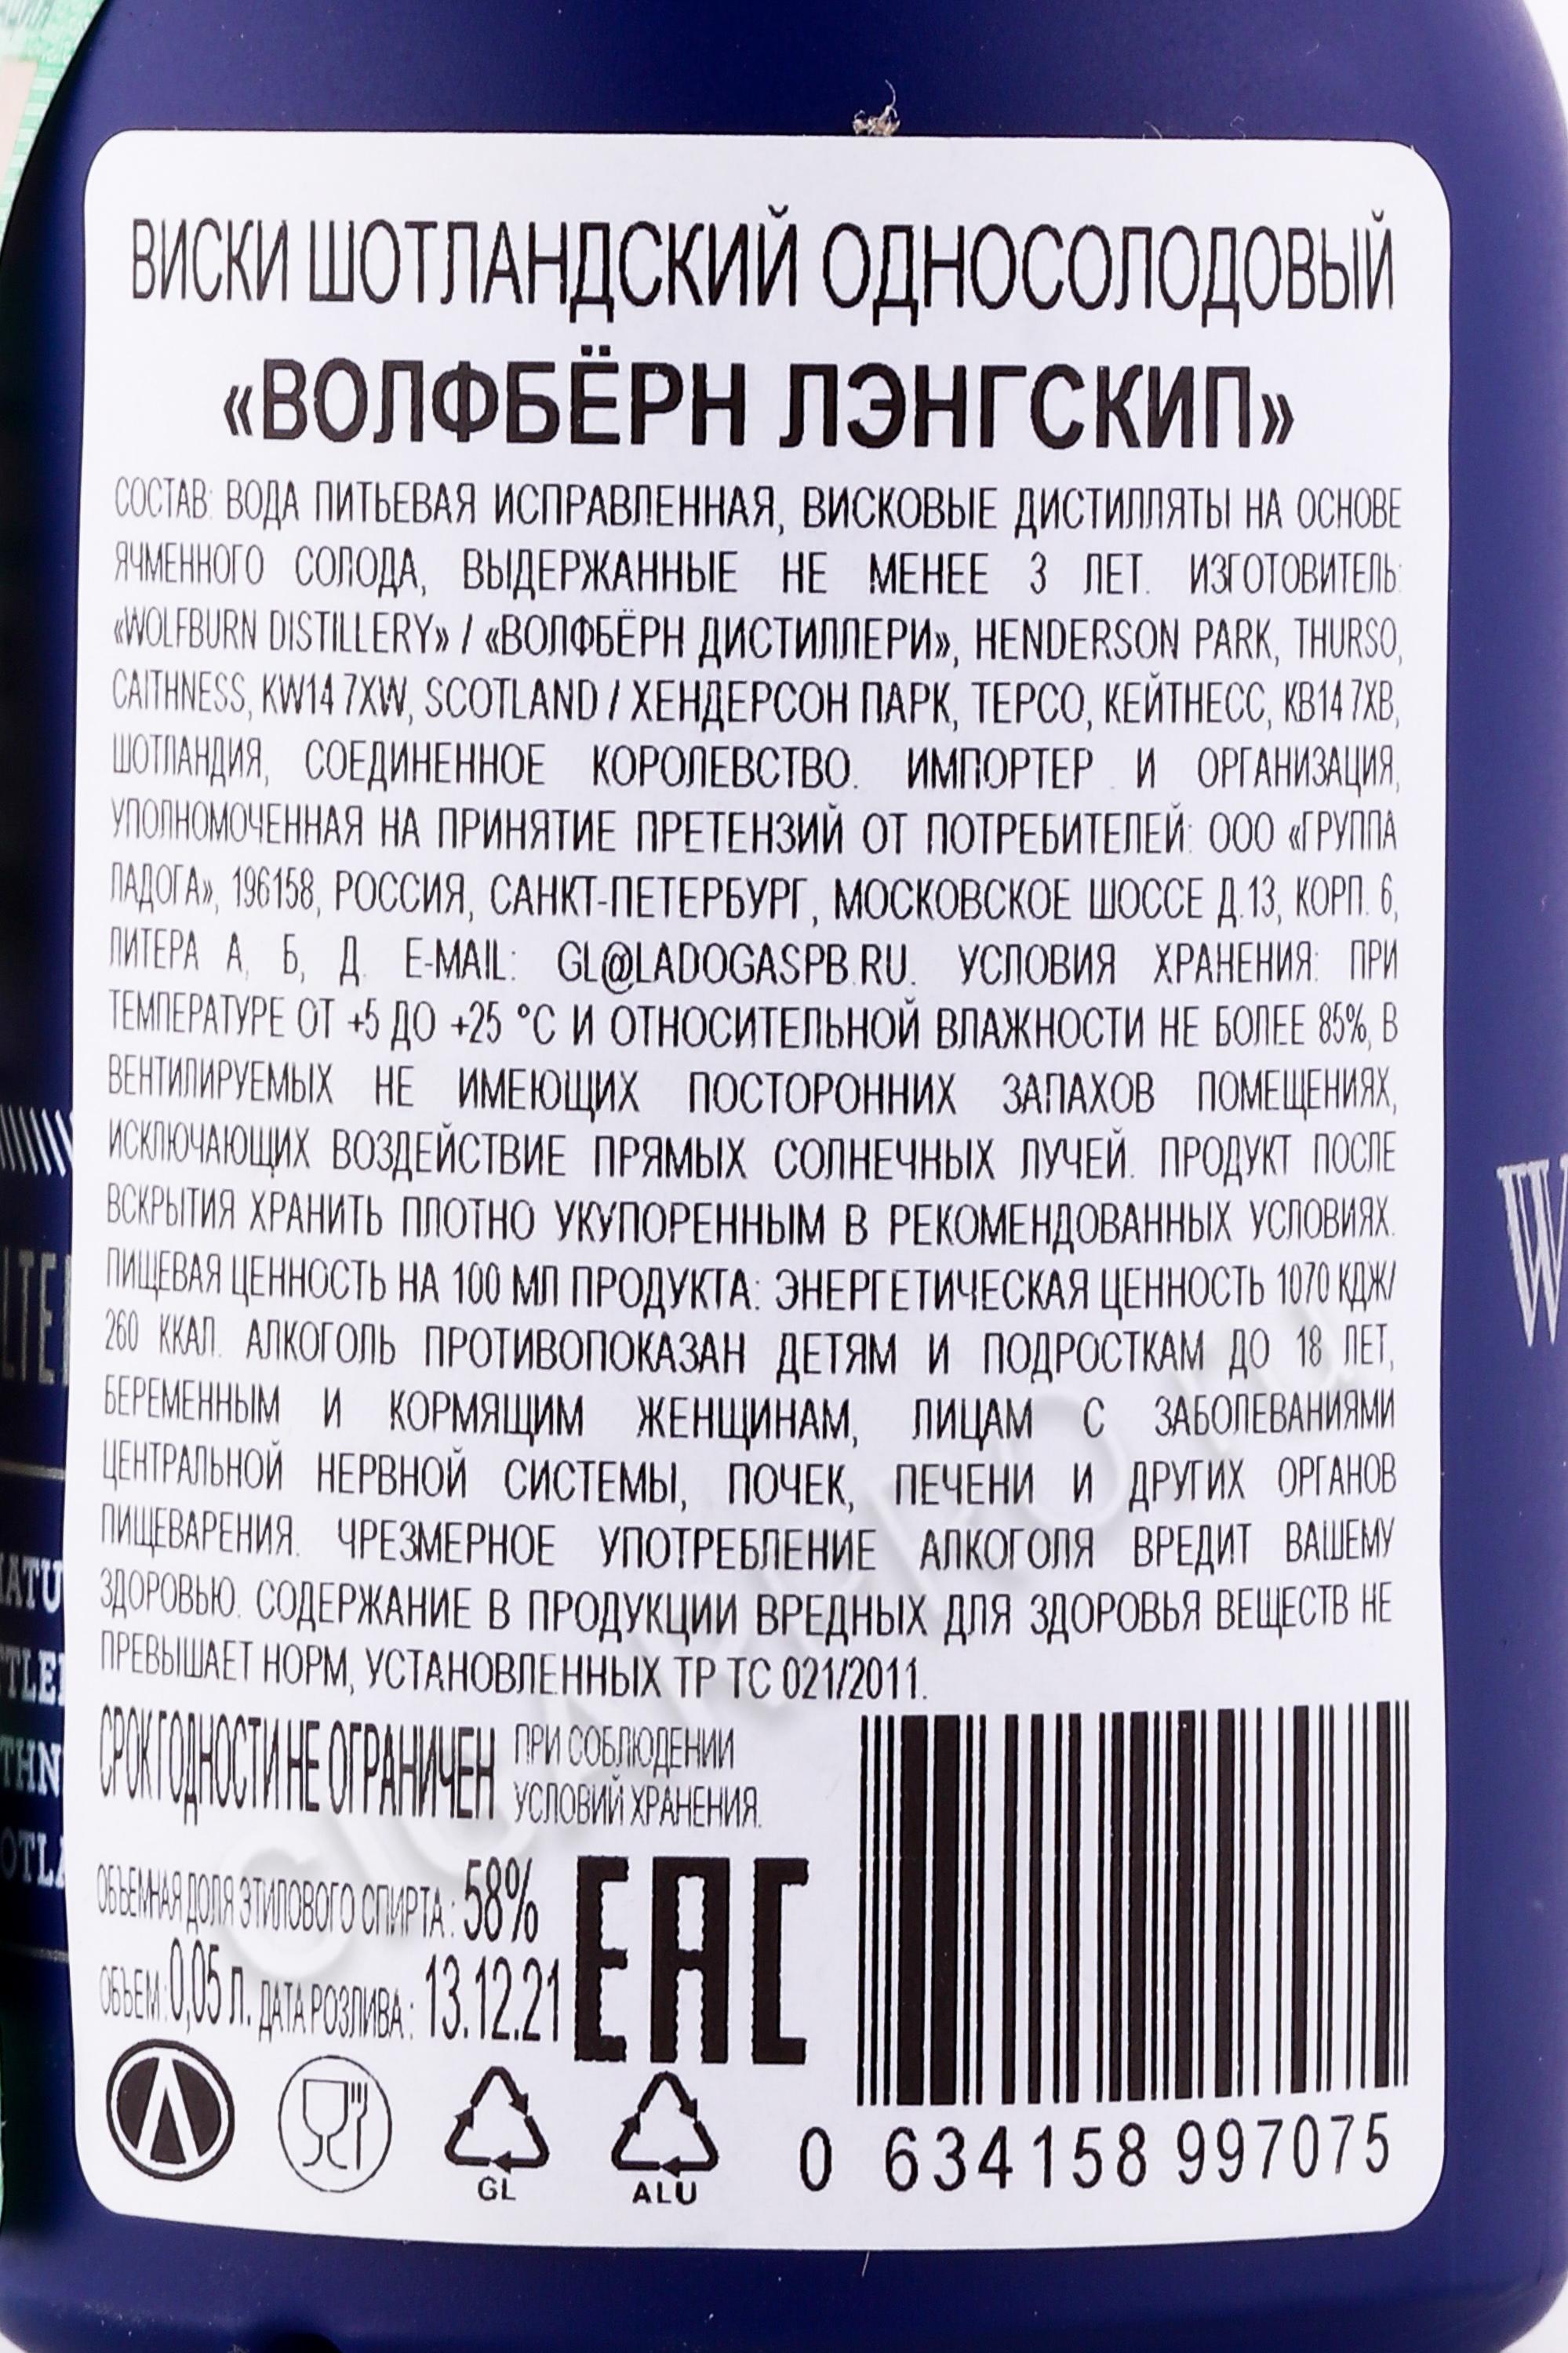 ВИСКИ ШОТЛАНДСКИЙ ОДНОСОЛОДОВЫЙ
«ВОЛФБЁРН ЛЭНГСКИП»
СОСТАВ: ВОДА ПИТЬЕВАЯ ИСПРАВЛЕННАЯ, ВИСКОВЫЕ ДИСТИЛЛЯТЫ НА ОСНОВЕ
ЯЧМЕННОГО СОЛОДА, ВЫДЕРЖАННЫЕ НЕ МЕНЕЕ 3 ЛЕТ. ИЗГОТОВИТЕЛЬ:
«WOLFBURN DISTILLERY» / «ВОЛФБЁРН ДИСТИЛЛЕРИ», HENDERSON PARK, THURSO,
CAITHNESS, KW14 7XW, SCOTLAND / ХЕНДЕРСОН ПАРК, ТЕРСО, КЕЙТНЕСС, КВ14 7ХВ,
ШОТЛАНДИЯ, СОЕДИНЕННОЕ КОРОЛЕВСТВО. ИМПОРТЕР И ОРГАНИЗАЦИЯ,
УПОЛНОМОЧЕННАЯ НА ПРИНЯТИЕ ПРЕТЕНЗИЙ ОТ ПОТРЕБИТЕЛЕЙ: ООО «ГРУППА
ЛАДОГА», 196158, РОССИЯ, САНКТ-ПЕТЕРБУРГ, МОСКОВСКОЕ ШОССЕ Д.13, КОРП. 6,
ЛИТЕРА А, Б, Д. E-MAIL: GL@LADOGASPB.RU. УСЛОВИЯ ХРАНЕНИЯ: ПРИ
ТЕМПЕРАТУРЕ ОТ +5 ДО +25 °С И ОТНОСИТЕЛЬНОЙ ВЛАЖНОСТИ НЕ БОЛЕЕ 85%, В
ВЕНТИЛИРУЕМЫХ НЕ ИМЕЮЩИХ ПОСТОРОННИХ ЗАПАХОВ ПОМЕЩЕНИЯХ,
ИСКЛЮЧАЮЩИХ ВОЗДЕЙСТВИЕ ПРЯМЫХ СОЛНЕЧНЫХ ЛУЧЕЙ. ПРОДУКТ ПОСЛЕ
ВСКРЫТИЯ ХРАНИТЬ ПЛОТНО УКУПОРЕННЫМ В РЕКОМЕНДОВАННЫХ УСЛОВИЯХ.
ПИЩЕВАЯ ЦЕННОСТЬ НА 100 МЛ ПРОДУКТА: ЭНЕРГЕТИЧЕСКАЯ ЦЕННОСТЬ 1070 КДЖ/
260 ККАЛ. АЛКОГОЛЬ ПРОТИВОПОКАЗАН ДЕТЯМ И ПОДРОСТКАМ ДО 18 ЛЕТ,
БЕРЕМЕННЫМ И КОРМЯЩИМ ЖЕНЩИНАМ, ЛИЦАМ С ЗАБОЛЕВАНИЯМИ
ЦЕНТРАЛЬНОЙ НЕРВНОЙ СИСТЕМЫ, ПОЧЕК, ПЕЧЕНИ И ДРУГИХ ОРГАНОВ
ПИЩЕВАРЕНИЯ. ЧРЕЗМЕРНОЕ УПОТРЕБЛЕНИЕ АЛКОГОЛЯ ВРЕДИТ ВАШЕМУ
ЗДОРОВЬЮ. СОДЕРЖАНИЕ В ПРОДУКЦИИ ВРЕДНЫХ ДЛЯ ЗДОРОВЬЯ ВЕЩЕСТВ НЕ
ПРЕВЫШАЕТ НОРМ, УСТАНОВЛЕННЫХ ТР ТС 021/2011.
СРОК ГОДНОСТИ НЕ ОГРАНИЧЕН ПРИ СОБЛЮДЕНИИ
УСЛОВИЙ ХРАНЕНИЯ.
ОБЪЕМНАЯ ДОЛЯ ЭТИЛОВОГО СПИРТА: 58%
ОБЪЕМ: 0,05 л. ДАТА РОЗЛИВА: 13.12.21
EAC
GL
ALU
0 634158 997075
CIGARPRO.ru